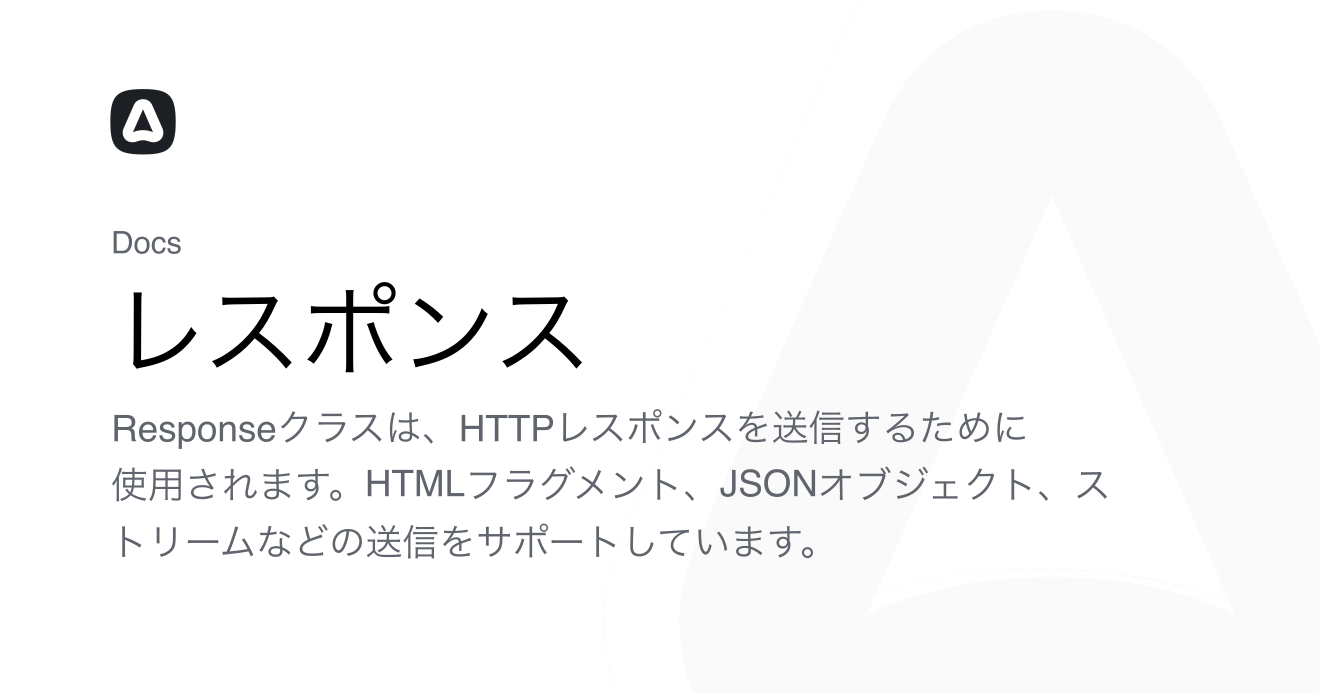 Docs
レスポンス
Responseクラスは、HTTPレスポンスを送信するために
使用されます。HTMLフラグメント、JSONオブジェクト、ス
トリームなどの送信をサポートしています。